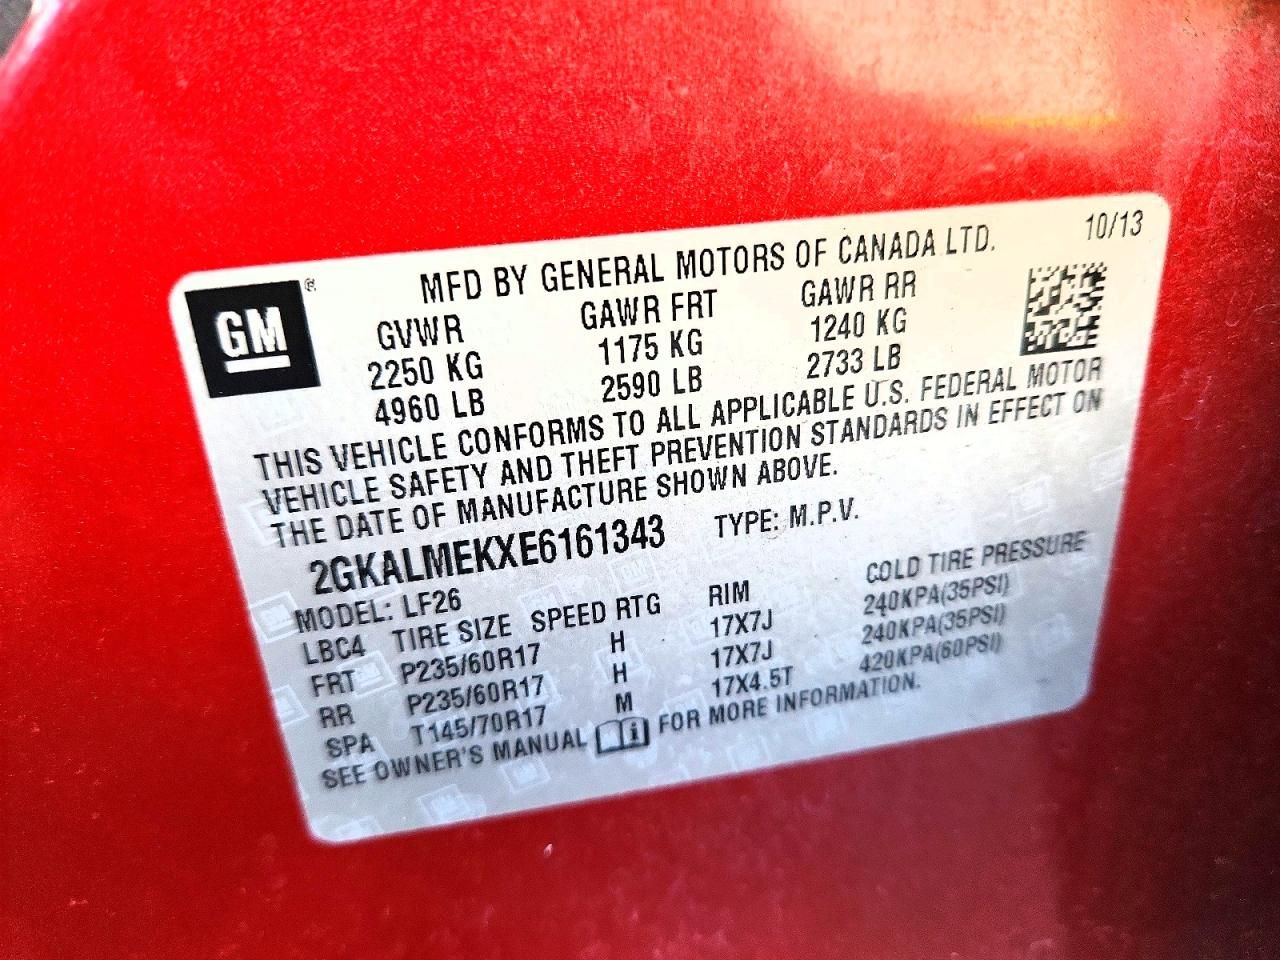 GM®
MFD BY GENERAL MOTORS OF CANADA LTD. 10/13
GVWR GAWR FRT GAWR RR
2250 KG 1175 KG 1240 KG
4960 LB 2590 LB 2733 LB
THIS VEHICLE CONFORMS TO ALL APPLICABLE U.S. FEDERAL MOTOR
VEHICLE SAFETY AND THEFT PREVENTION STANDARDS IN EFFECT ON
THE DATE OF MANUFACTURE SHOWN ABOVE.
2GKALMEKXE6161343 TYPE: M.P.V.
MODEL: LF26
LBC4 TIRE SIZE SPEED RTG RIM COLD TIRE PRESSURE
FRT P235/60R17 H 17X7J 240KPA(35PSI)
RR P235/60R17 H 17X7J 240KPA(35PSI)
SPA T145/70R17 M 17X4.5T 420KPA(60PSI)
SEE OWNER'S MANUAL FOR MORE INFORMATION.